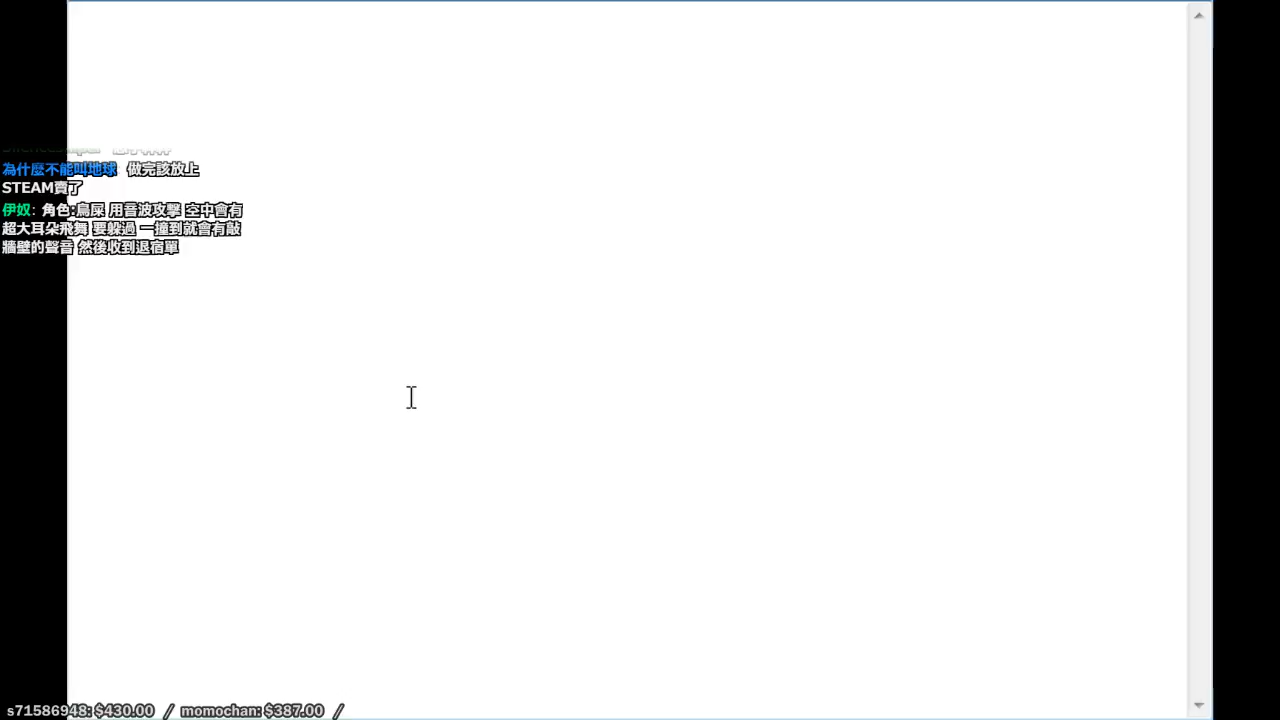 為什麼不能叫地球: 做完該放上
STEAM賣了
伊奴: 角色:鳥屎 用音波攻擊 空中會有
超大耳朵飛舞 要躲過 一撞到就會有敲
牆壁的聲音 然後收到退宿單
s71586948: $430.00 / momochan: $387.00 /